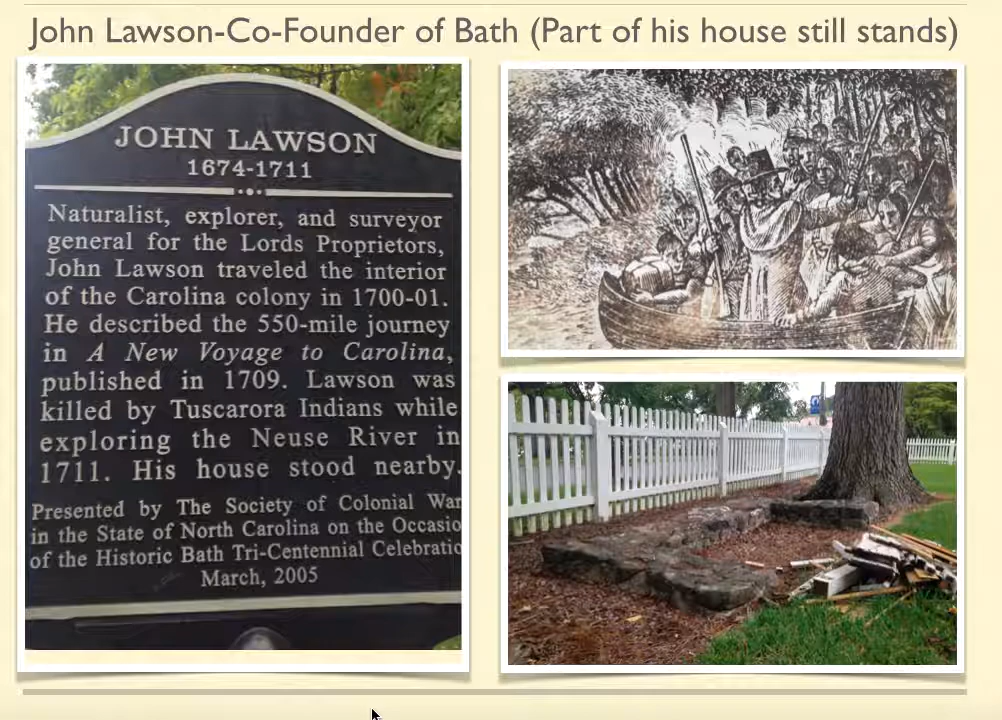 John Lawson-Co-Founder of Bath (Part of his house still stands)
JOHN LAWSON
1674-1711
Naturalist, explorer, and surveyor
general for the Lords Proprietors,
John Lawson traveled the interior
of the Carolina colony in 1700-01.
He described the 550-mile journey
in A New Voyage to Carolina,
published in 1709. Lawson was
killed by Tuscarora Indians while
exploring the Neuse River in
1711. His house stood nearby.
Presented by The Society of Colonial War
in the State of North Carolina on the Occasio
of the Historic Bath Tri-Centennial Celebratio
March, 2005